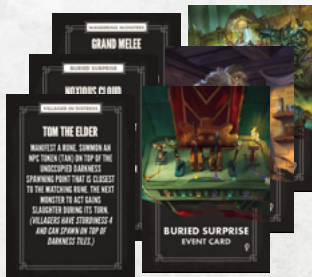 WANDERING MONSTERS
GRAND MELEE
BURIED SURPRISE
NOXIOUS CLOUD
VILLAGER IN DISTRESS
TOM THE ELDER
MANIFEST A RUNE. SUMMON AN
NPC TOKEN (TAN) ON TOP OF THE
UNOCCUPIED DARKNESS
SPAWNING POINT THAT IS CLOSEST
TO THE MATCHING RUNE. THE NEXT
MONSTER TO ACT GAINS
SLAUGHTER DURING ITS TURN.
(VILLAGERS HAVE STURDINESS 4
AND CAN SPAWN ON TOP OF
DARKNESS TILES.)
BURIED SURPRISE
EVENT CARD